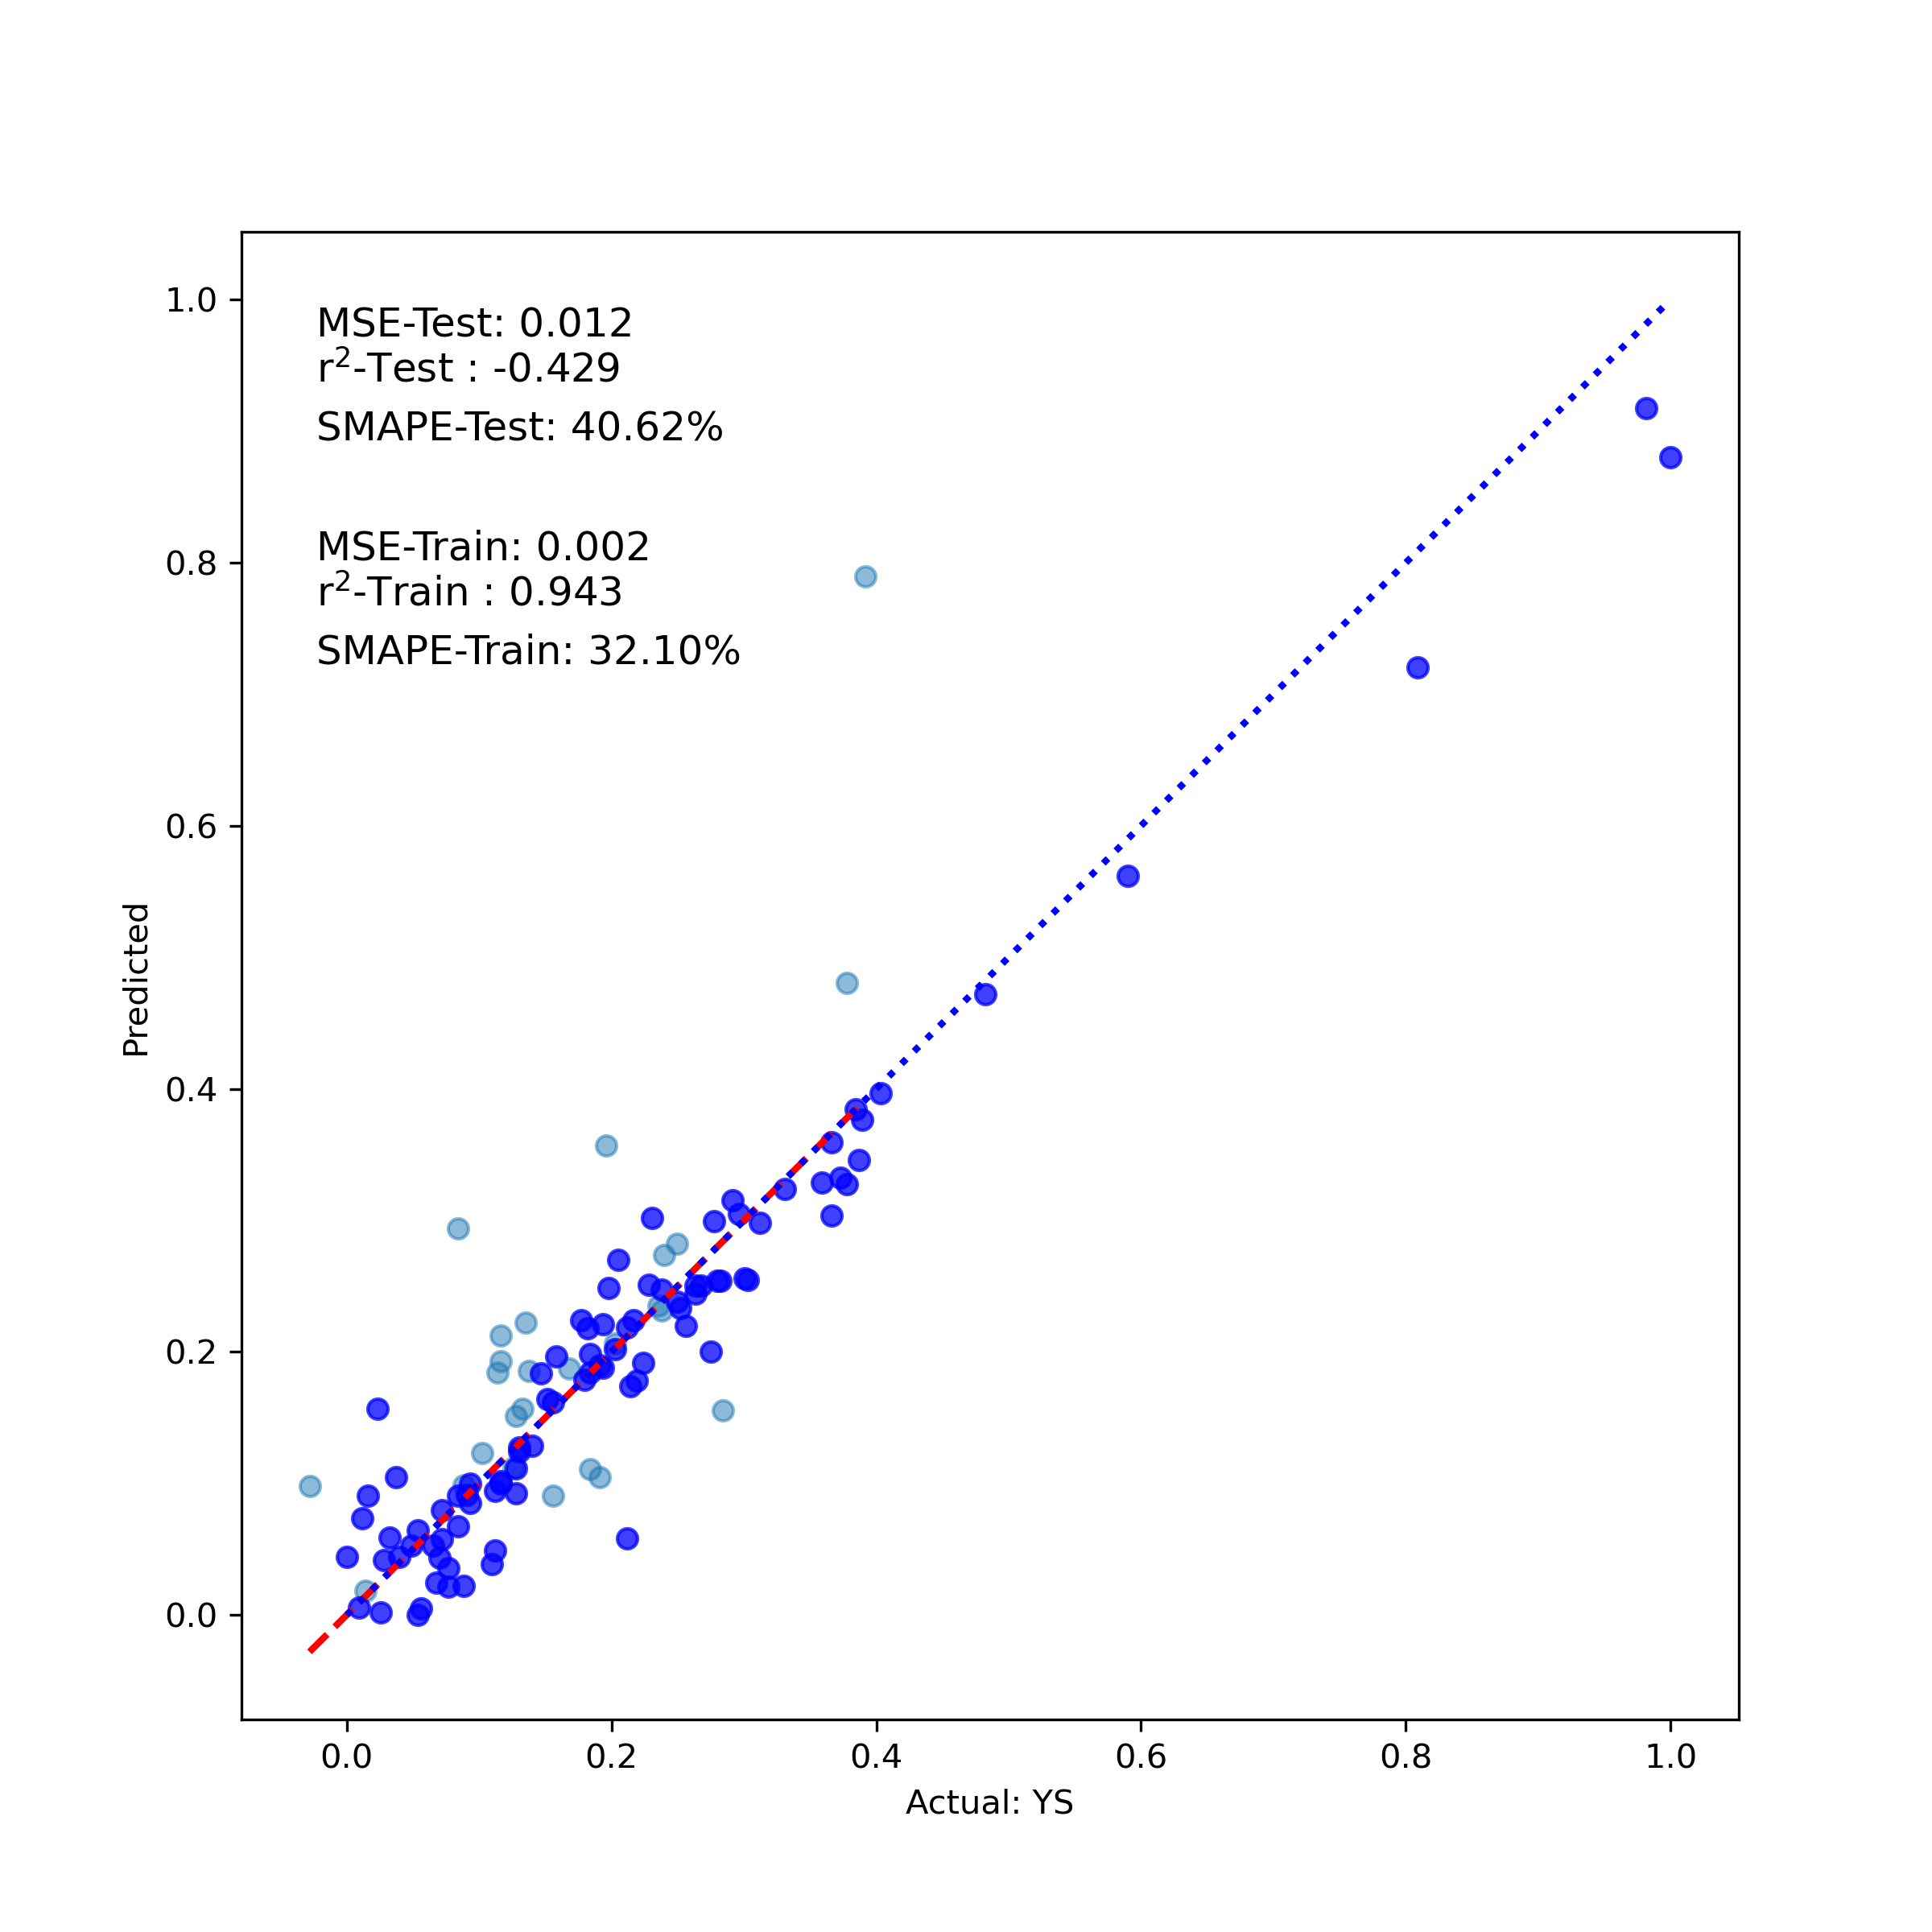 MSE-Test: 0.012
r²-Test : -0.429
SMAPE-Test: 40.62%
MSE-Train: 0.002
r²-Train : 0.943
SMAPE-Train: 32.10%
1.0
0.8
0.6
0.4
0.2
0.0
Predicted
0.0 0.2 0.4 0.6 0.8 1.0
Actual: YS